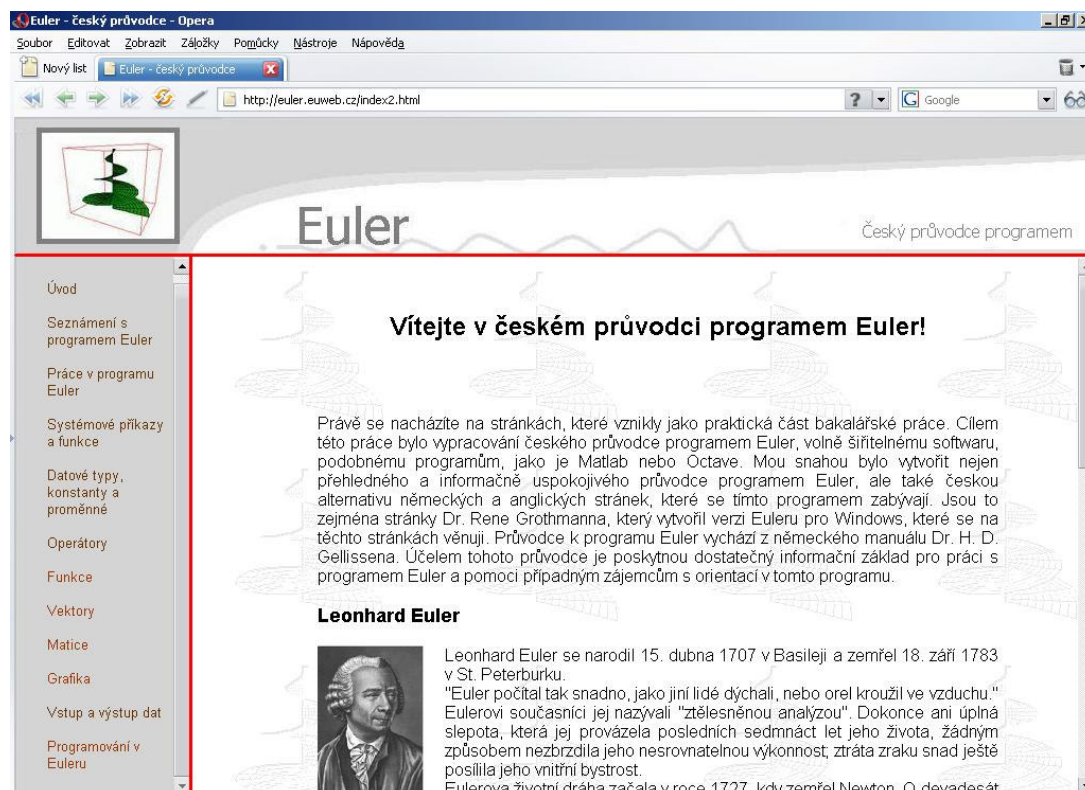 Euler - český průvodce - Opera
Soubor Editovat Zobrazit Záložky Pomůcky Nástroje Nápověda
Nový list Euler - český průvodce
http://euler.euweb.cz/index2.html ? Google
Euler
Český průvodce programem
Úvod
Seznámení s
programem Euler
Práce v programu
Euler
Systémové příkazy
a funkce
Datové typy,
konstanty a
proměnné
Operátory
Funkce
Vektory
Matice
Grafika
Vstup a výstup dat
Programování v
Euleru
Vítejte v českém průvodci programem Euler!
Právě se nacházíte na stránkách, které vznikly jako praktická část bakalářské práce. Cílem
této práce bylo vypracování českého průvodce programem Euler, volně šiřitelnému softwaru,
podobnému programům, jako je Matlab nebo Octave. Mou snahou bylo vytvořit nejen
přehledného a informačně uspokojivého průvodce programem Euler, ale také českou
alternativu německých a anglických stránek, které se tímto programem zabývají. Jsou to
zejména stránky Dr. Rene Grothmanna, který vytvořil verzi Euleru pro Windows, které se na
těchto stránkách věnuji. Průvodce k programu Euler vychází z německého manuálu Dr. H. D.
Gellissena. Účelem tohoto průvodce je poskytnou dostatečný informační základ pro práci s
programem Euler a pomoci případným zájemcům s orientací v tomto programu.
Leonhard Euler
Leonhard Euler se narodil 15. dubna 1707 v Basileji a zemřel 18. září 1783
v St. Peterburku.
"Euler počítal tak snadno, jako jiní lidé dýchali, nebo orel kroužil ve vzduchu."
Eulerovi současníci jej nazývali "ztělesněnou analýzou". Dokonce ani úplná
slepota, která jej provázela posledních sedmnáct let jeho života, žádným
způsobem nezbrzdila jeho nesrovnatelnou výkonnost; ztráta zraku snad ještě
posílila jeho vnitřní bystrost.
Eulerova životní dráha začala v roce 1727, kdy zemřel Newton. O devadesát